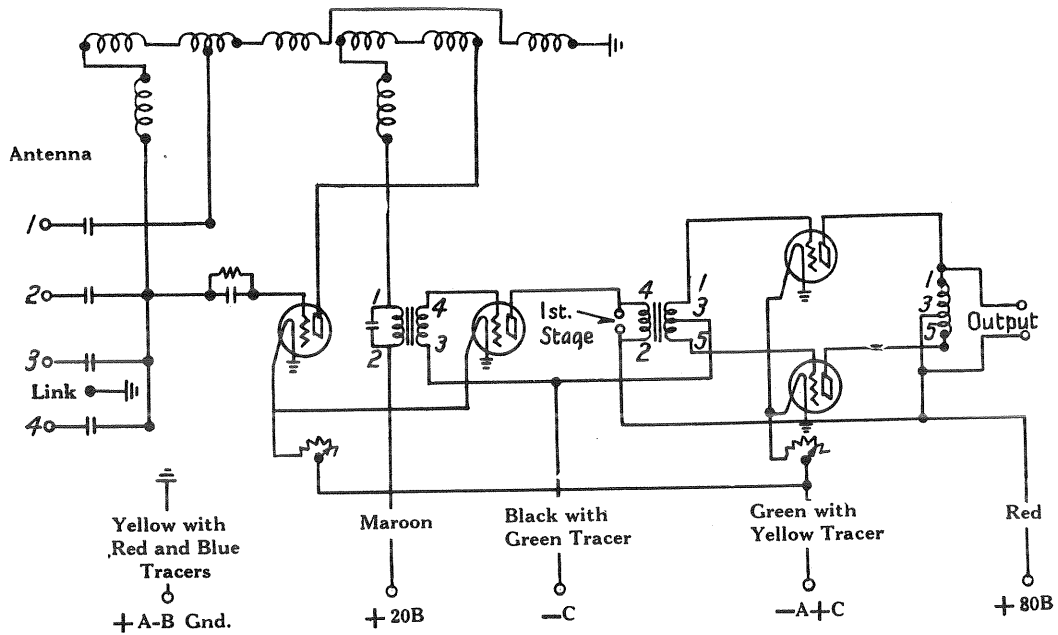 Antenna
1
2
3
Link
4
1
2
4
3
1st.
Stage
4
2
1
3
5
1
3
5
Output
Yellow with
Red and Blue
Tracers
+A-B Gnd.
Maroon
+20B
Black with
Green Tracer
-C
Green with
Yellow Tracer
-A+C
Red
+80B